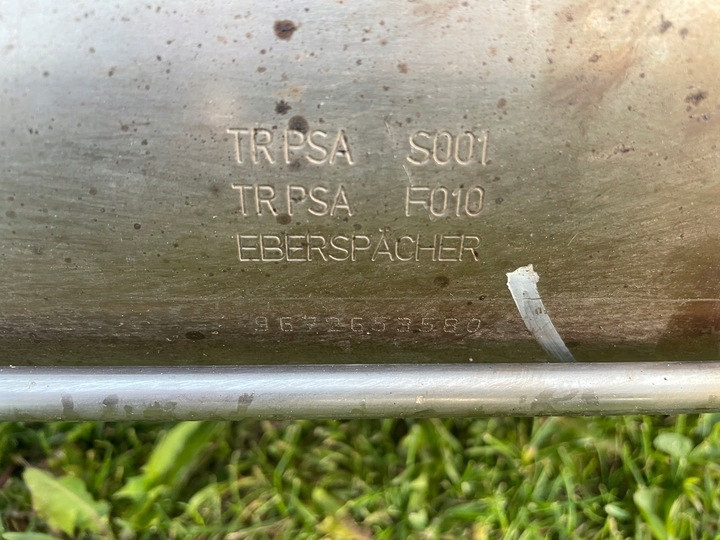 TR PSA S001
TR PSA F010
EBERSPÄCHER
9672653580